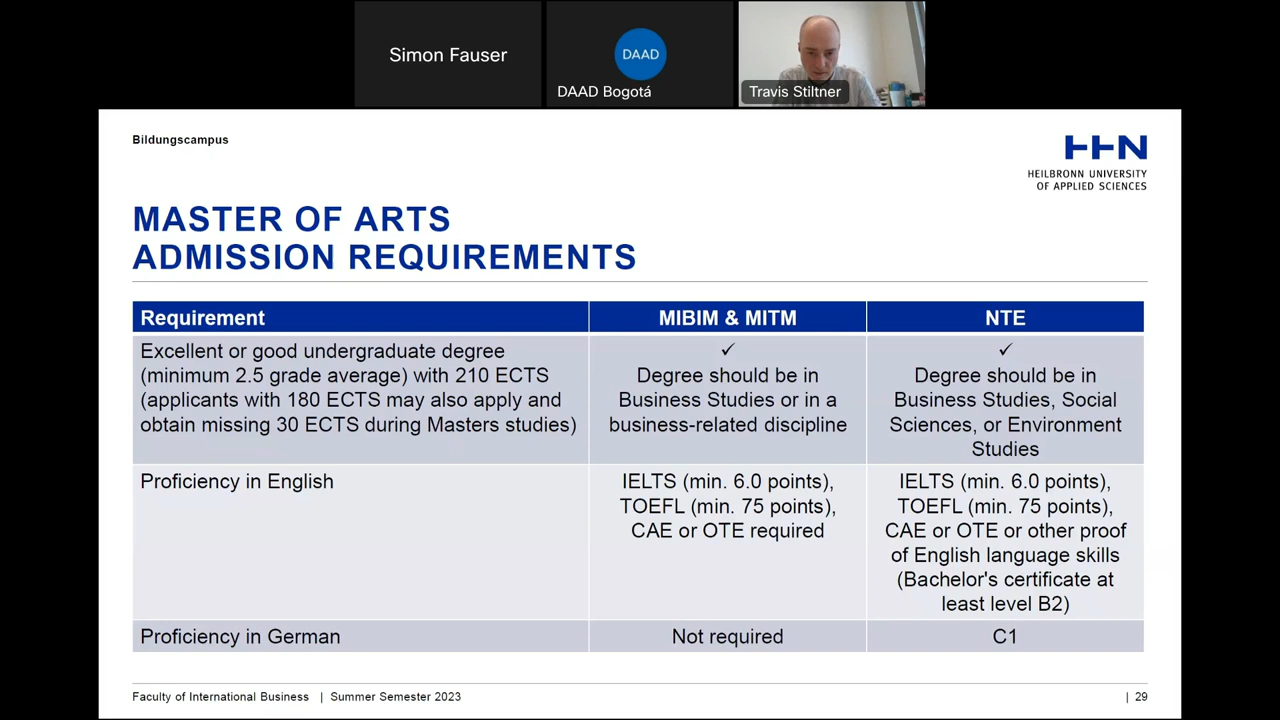 Simon Fauser
DAAD
DAAD Bogotá
Travis Stiltner
Bildungscampus
HHN
HEILBRONN UNIVERSITY
OF APPLIED SCIENCES
MASTER OF ARTS
ADMISSION REQUIREMENTS
Requirement
MIBIM & MITM
NTE
Excellent or good undergraduate degree
(minimum 2.5 grade average) with 210 ECTS
(applicants with 180 ECTS may also apply and
obtain missing 30 ECTS during Masters studies)
✓
Degree should be in
Business Studies or in a
business-related discipline
✓
Degree should be in
Business Studies, Social
Sciences, or Environment
Studies
Proficiency in English
IELTS (min. 6.0 points),
TOEFL (min. 75 points),
CAE or OTE required
IELTS (min. 6.0 points),
TOEFL (min. 75 points),
CAE or OTE or other proof
of English language skills
(Bachelor's certificate at
least level B2)
Proficiency in German
Not required
C1
Faculty of International Business | Summer Semester 2023
| 29